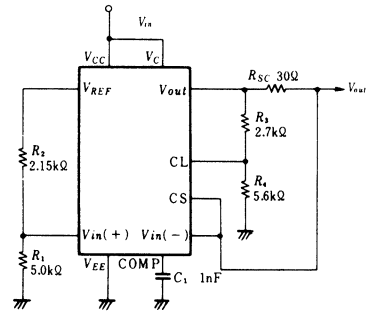 Vin
VCC
VC
RSC 30Ω
VREF
Vout
Vout
R3
2.7kΩ
R2
2.15kΩ
CL
R4
5.6kΩ
CS
Vin(+)
Vin(−)
R1
5.0kΩ
VEE
COMP
C1 1nF